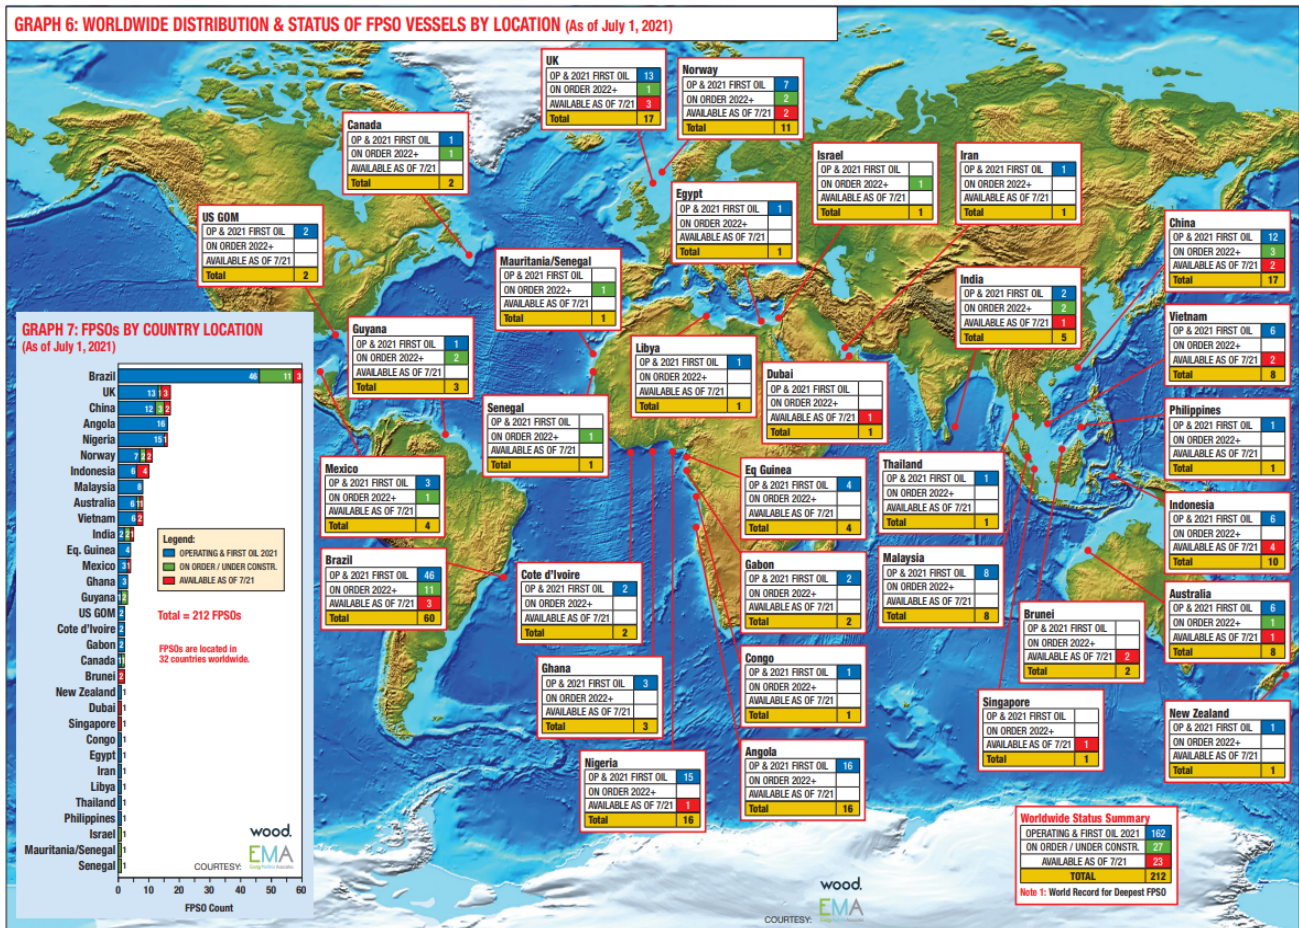 GRAPH 6: WORLDWIDE DISTRIBUTION & STATUS OF FPSO VESSELS BY LOCATION (As of July 1, 2021)
UK
OP & 2021 FIRST OIL 13
ON ORDER 2022+ 1
AVAILABLE AS OF 7/21 3
Total 17
Norway
OP & 2021 FIRST OIL 7
ON ORDER 2022+ 2
AVAILABLE AS OF 7/21 2
Total 11
Canada
OP & 2021 FIRST OIL 1
ON ORDER 2022+ 1
AVAILABLE AS OF 7/21
Total 2
Israel
OP & 2021 FIRST OIL
ON ORDER 2022+ 1
AVAILABLE AS OF 7/21
Total 1
Iran
OP & 2021 FIRST OIL 1
ON ORDER 2022+
AVAILABLE AS OF 7/21
Total 1
Egypt
OP & 2021 FIRST OIL 1
ON ORDER 2022+
AVAILABLE AS OF 7/21
Total 1
US GOM
OP & 2021 FIRST OIL 2
ON ORDER 2022+
AVAILABLE AS OF 7/21
Total 2
China
OP & 2021 FIRST OIL 12
ON ORDER 2022+ 3
AVAILABLE AS OF 7/21 2
Total 17
Mauritania/Senegal
OP & 2021 FIRST OIL
ON ORDER 2022+ 1
AVAILABLE AS OF 7/21
Total 1
India
OP & 2021 FIRST OIL 2
ON ORDER 2022+ 2
AVAILABLE AS OF 7/21 1
Total 5
Vietnam
OP & 2021 FIRST OIL 6
ON ORDER 2022+
AVAILABLE AS OF 7/21 2
Total 8
Guyana
OP & 2021 FIRST OIL 1
ON ORDER 2022+ 2
AVAILABLE AS OF 7/21
Total 3
Libya
OP & 2021 FIRST OIL 1
ON ORDER 2022+
AVAILABLE AS OF 7/21
Total 1
Dubai
OP & 2021 FIRST OIL
ON ORDER 2022+
AVAILABLE AS OF 7/21 1
Total 1
Senegal
OP & 2021 FIRST OIL
ON ORDER 2022+ 1
AVAILABLE AS OF 7/21
Total 1
Philippines
OP & 2021 FIRST OIL 1
ON ORDER 2022+
AVAILABLE AS OF 7/21
Total 1
Mexico
OP & 2021 FIRST OIL 3
ON ORDER 2022+ 1
AVAILABLE AS OF 7/21
Total 4
Eq Guinea
OP & 2021 FIRST OIL 4
ON ORDER 2022+
AVAILABLE AS OF 7/21
Total 4
Thailand
OP & 2021 FIRST OIL 1
ON ORDER 2022+
AVAILABLE AS OF 7/21
Total 1
Indonesia
OP & 2021 FIRST OIL 6
ON ORDER 2022+
AVAILABLE AS OF 7/21 4
Total 10
Brazil
OP & 2021 FIRST OIL 46
ON ORDER 2022+ 11
AVAILABLE AS OF 7/21 3
Total 60
Cote d'Ivoire
OP & 2021 FIRST OIL 2
ON ORDER 2022+
AVAILABLE AS OF 7/21
Total 2
Gabon
OP & 2021 FIRST OIL 2
ON ORDER 2022+
AVAILABLE AS OF 7/21
Total 2
Malaysia
OP & 2021 FIRST OIL 8
ON ORDER 2022+
AVAILABLE AS OF 7/21
Total 8
Australia
OP & 2021 FIRST OIL 6
ON ORDER 2022+ 1
AVAILABLE AS OF 7/21 1
Total 8
Brunei
OP & 2021 FIRST OIL
ON ORDER 2022+
AVAILABLE AS OF 7/21 2
Total 2
Ghana
OP & 2021 FIRST OIL 3
ON ORDER 2022+
AVAILABLE AS OF 7/21
Total 3
Congo
OP & 2021 FIRST OIL 1
ON ORDER 2022+
AVAILABLE AS OF 7/21
Total 1
Singapore
OP & 2021 FIRST OIL
ON ORDER 2022+
AVAILABLE AS OF 7/21 1
Total 1
New Zealand
OP & 2021 FIRST OIL 1
ON ORDER 2022+
AVAILABLE AS OF 7/21
Total 1
Nigeria
OP & 2021 FIRST OIL 15
ON ORDER 2022+
AVAILABLE AS OF 7/21 1
Total 16
Angola
OP & 2021 FIRST OIL 16
ON ORDER 2022+
AVAILABLE AS OF 7/21
Total 16
GRAPH 7: FPSOs BY COUNTRY LOCATION
(As of July 1, 2021)
Brazil 46 11 3
UK 13 1 3
China 12 3 2
Angola 16
Nigeria 15 1
Norway 7 2 2
Indonesia 6 4
Malaysia 8
Australia 6 1 1
Vietnam 6 2
India 2 2 1
Eq. Guinea 4
Mexico 3 1
Ghana 3
Guyana 1 2
US GOM 2
Cote d'Ivoire 2
Gabon 2
Canada 1 1
Brunei 2
New Zealand 1
Dubai 1
Singapore 1
Congo 1
Egypt 1
Iran 1
Libya 1
Thailand 1
Philippines 1
Israel 1
Mauritania/Senegal 1
Senegal 1
0 10 20 30 40 50 60
FPSO Count
Legend:
OPERATING & FIRST OIL 2021
ON ORDER / UNDER CONSTR.
AVAILABLE AS OF 7/21
Total = 212 FPSOs
FPSOs are located in
32 countries worldwide.
wood.
COURTESY: EMA
Worldwide Status Summary
OPERATING & FIRST OIL 2021 162
ON ORDER / UNDER CONSTR. 27
AVAILABLE AS OF 7/21 23
TOTAL 212
Note 1: World Record for Deepest FPSO
wood.
COURTESY: EMA